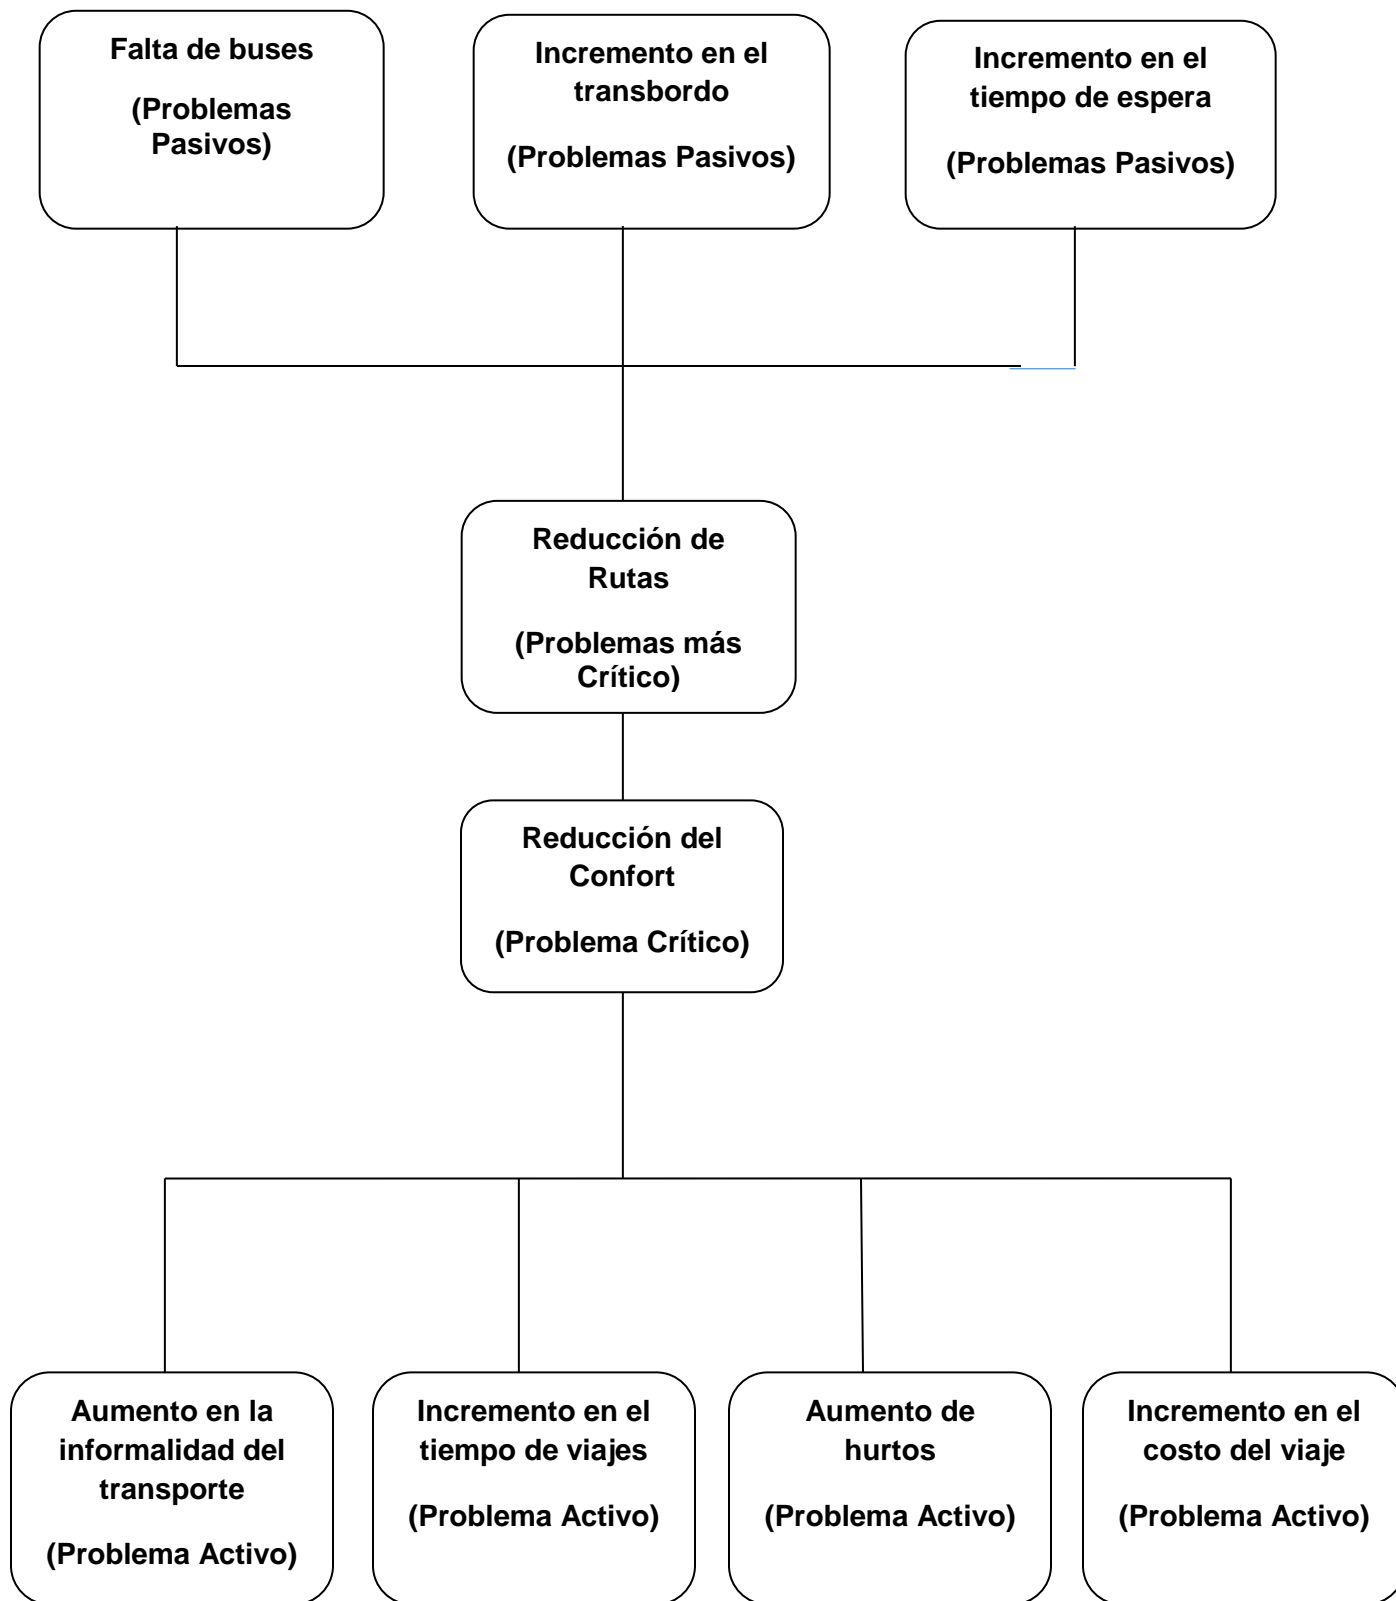 Falta de buses
(Problemas
Pasivos)
Incremento en el
transbordo
(Problemas Pasivos)
Incremento en el
tiempo de espera
(Problemas Pasivos)
Reducción de
Rutas
(Problemas más
Crítico)
Reducción del
Confort
(Problema Crítico)
Aumento en la
informalidad del
transporte
(Problema Activo)
Incremento en el
tiempo de viajes
(Problema Activo)
Aumento de
hurtos
(Problema Activo)
Incremento en el
costo del viaje
(Problema Activo)